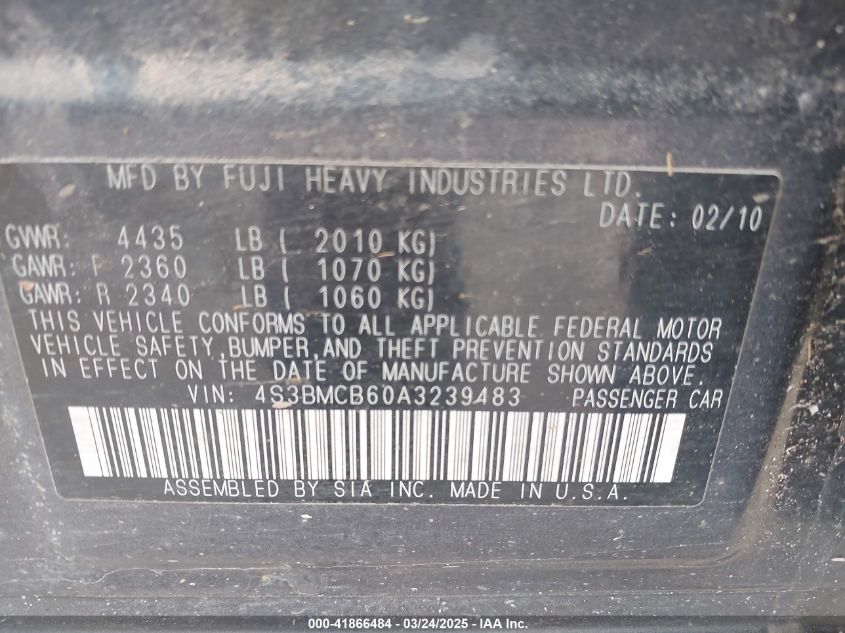 MFD BY FUJI HEAVY INDUSTRIES LTD.
DATE: 02/10
GVWR: 4435 LB ( 2010 KG)
GAWR: F 2360 LB ( 1070 KG)
GAWR: R 2340 LB ( 1060 KG)
THIS VEHICLE CONFORMS TO ALL APPLICABLE FEDERAL MOTOR
VEHICLE SAFETY,BUMPER,AND THEFT PREVENTION STANDARDS
IN EFFECT ON THE DATE OF MANUFACTURE SHOWN ABOVE.
VIN: 4S3BMCB60A3239483 PASSENGER CAR
ASSEMBLED BY SIA INC. MADE IN U.S.A.
000-41866484 - 03/24/2025 - IAA Inc.